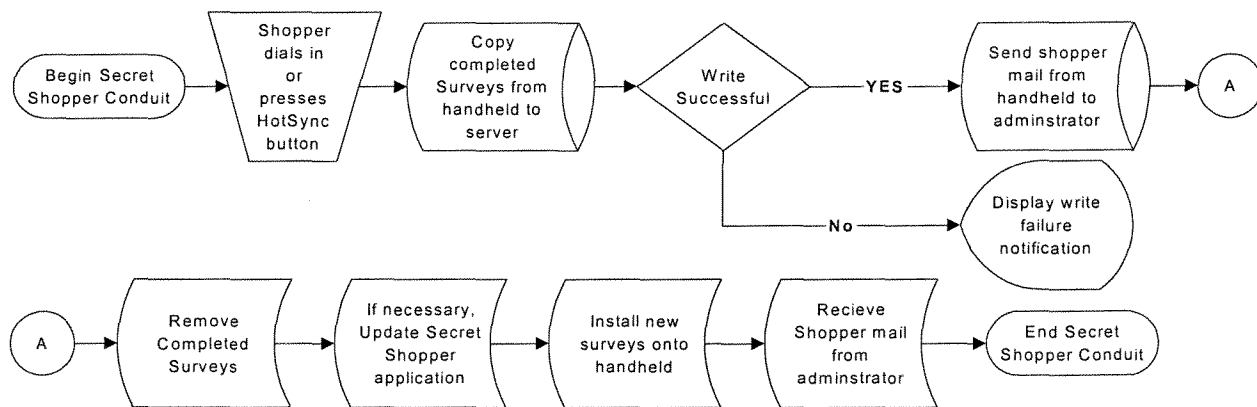 Begin Secret
Shopper Conduit
Shopper
dials in
or
presses
HotSync
button
Copy
completed
Surveys from
handheld to
server
Write
Successful
YES
Send shopper
mail from
handheld to
adminstrator
A
No
Display write
failure
notification
A
Remove
Completed
Surveys
If necessary,
Update Secret
Shopper
application
Install new
surveys onto
handheld
Recieve
Shopper mail
from
adminstrator
End Secret
Shopper Conduit